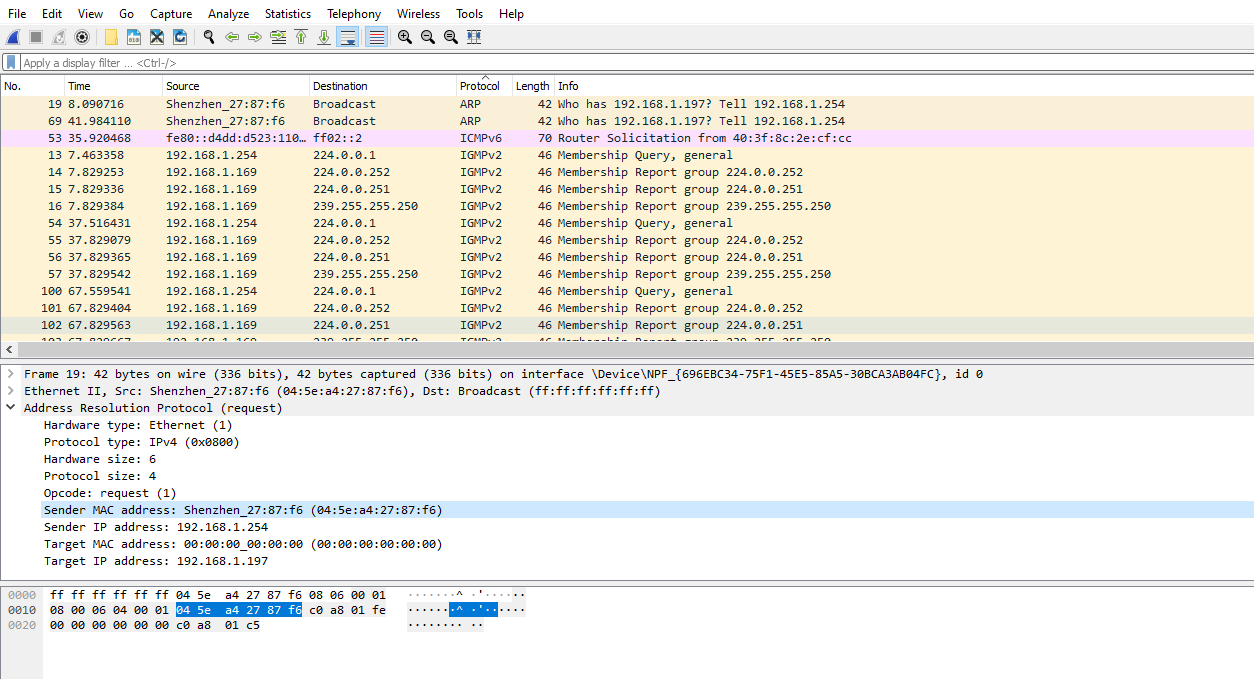 File Edit View Go Capture Analyze Statistics Telephony Wireless Tools Help
Apply a display filter ... <Ctrl-/>
No. Time Source Destination Protocol Length Info
19 8.090716 Shenzhen_27:87:f6 Broadcast ARP 42 Who has 192.168.1.197? Tell 192.168.1.254
69 41.984110 Shenzhen_27:87:f6 Broadcast ARP 42 Who has 192.168.1.197? Tell 192.168.1.254
53 35.920468 fe80::d4dd:d523:110… ff02::2 ICMPv6 70 Router Solicitation from 40:3f:8c:2e:cf:cc
13 7.463358 192.168.1.254 224.0.0.1 IGMPv2 46 Membership Query, general
14 7.829253 192.168.1.169 224.0.0.252 IGMPv2 46 Membership Report group 224.0.0.252
15 7.829336 192.168.1.169 224.0.0.251 IGMPv2 46 Membership Report group 224.0.0.251
16 7.829384 192.168.1.169 239.255.255.250 IGMPv2 46 Membership Report group 239.255.255.250
54 37.516431 192.168.1.254 224.0.0.1 IGMPv2 46 Membership Query, general
55 37.829079 192.168.1.169 224.0.0.252 IGMPv2 46 Membership Report group 224.0.0.252
56 37.829365 192.168.1.169 224.0.0.251 IGMPv2 46 Membership Report group 224.0.0.251
57 37.829542 192.168.1.169 239.255.255.250 IGMPv2 46 Membership Report group 239.255.255.250
100 67.559541 192.168.1.254 224.0.0.1 IGMPv2 46 Membership Query, general
101 67.829404 192.168.1.169 224.0.0.252 IGMPv2 46 Membership Report group 224.0.0.252
102 67.829563 192.168.1.169 224.0.0.251 IGMPv2 46 Membership Report group 224.0.0.251
Frame 19: 42 bytes on wire (336 bits), 42 bytes captured (336 bits) on interface \Device\NPF_{696EBC34-75F1-45E5-85A5-30BCA3AB04FC}, id 0
Ethernet II, Src: Shenzhen_27:87:f6 (04:5e:a4:27:87:f6), Dst: Broadcast (ff:ff:ff:ff:ff:ff)
Address Resolution Protocol (request)
Hardware type: Ethernet (1)
Protocol type: IPv4 (0x0800)
Hardware size: 6
Protocol size: 4
Opcode: request (1)
Sender MAC address: Shenzhen_27:87:f6 (04:5e:a4:27:87:f6)
Sender IP address: 192.168.1.254
Target MAC address: 00:00:00_00:00:00 (00:00:00:00:00:00)
Target IP address: 192.168.1.197
0000 ff ff ff ff ff ff 04 5e a4 27 87 f6 08 06 00 01 ·······^ ·'······
0010 08 00 06 04 00 01 04 5e a4 27 87 f6 c0 a8 01 fe ·······^ ·'······
0020 00 00 00 00 00 00 c0 a8 01 c5 ········ ··